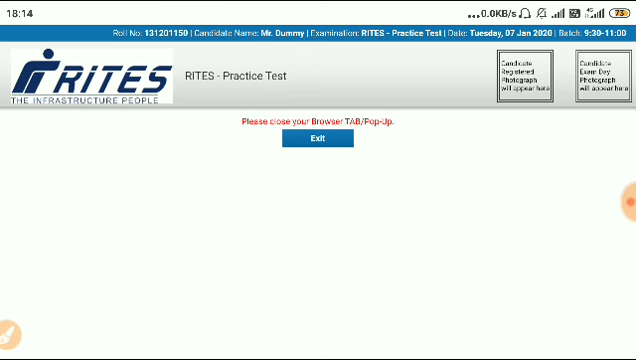 18:14 ...0.0KB/s 4G 73
Roll No: 131201150 | Candidate Name: Mr. Dummy | Examination: RITES - Practice Test | Date: Tuesday, 07 Jan 2020 | Batch: 9:30-11:00
RITES
THE INFRASTRUCTURE PEOPLE
RITES - Practice Test
Candidate
Registered
Photograph
will appear here
Candidate
Exam Day
Photograph
will appear here
Please close your Browser TAB/Pop-Up.
Exit